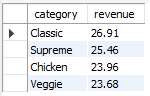 category revenue
Classic 26.91
Supreme 25.46
Chicken 23.96
Veggie 23.68